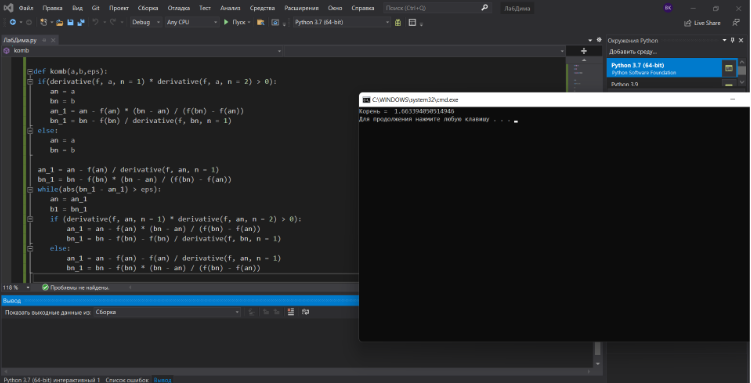 Файл Правка Вид Git Проект Сборка Отладка Тест Анализ Средства Расширения Окно Справка Поиск (Ctrl+Q) ЛабДима
Debug Any CPU Пуск Python 3.7 (64-bit) Live Share
ЛабДима.py
komb
def komb(a,b,eps):
if(derivative(f, a, n = 1) * derivative(f, a, n = 2) > 0):
an = a
bn = b
an_1 = an - f(an) * (bn - an) / (f(bn) - f(an))
bn_1 = bn - f(bn) / derivative(f, bn, n = 1)
else:
an = a
bn = b
an_1 = an - f(an) / derivative(f, an, n = 1)
bn_1 = bn - f(bn) * (bn - an) / (f(bn) - f(an))
while(abs(bn_1 - an_1) > eps):
an = an_1
b1 = bn_1
if (derivative(f, an, n = 1) * derivative(f, an, n = 2) > 0):
an_1 = an - f(an) * (bn - an) / (f(bn) - f(an))
bn_1 = bn - f(bn) - f(bn) / derivative(f, bn, n = 1)
else:
an_1 = an - f(an) - f(an) / derivative(f, an, n = 1)
bn_1 = bn - f(bn) * (bn - an) / (f(bn) - f(an))
118 % Проблемы не найдены.
Вывод
Показать выходные данные из: Сборка
Python 3.7 (64-bit) интерактивный 1 Список ошибок Вывод
Окружения Python
Добавить среду...
Python 3.7 (64-bit)
Python Software Foundation
Python 3.9
C:\WINDOWS\system32\cmd.exe
Корень =
Для продолжения нажмите любую клавишу . . .